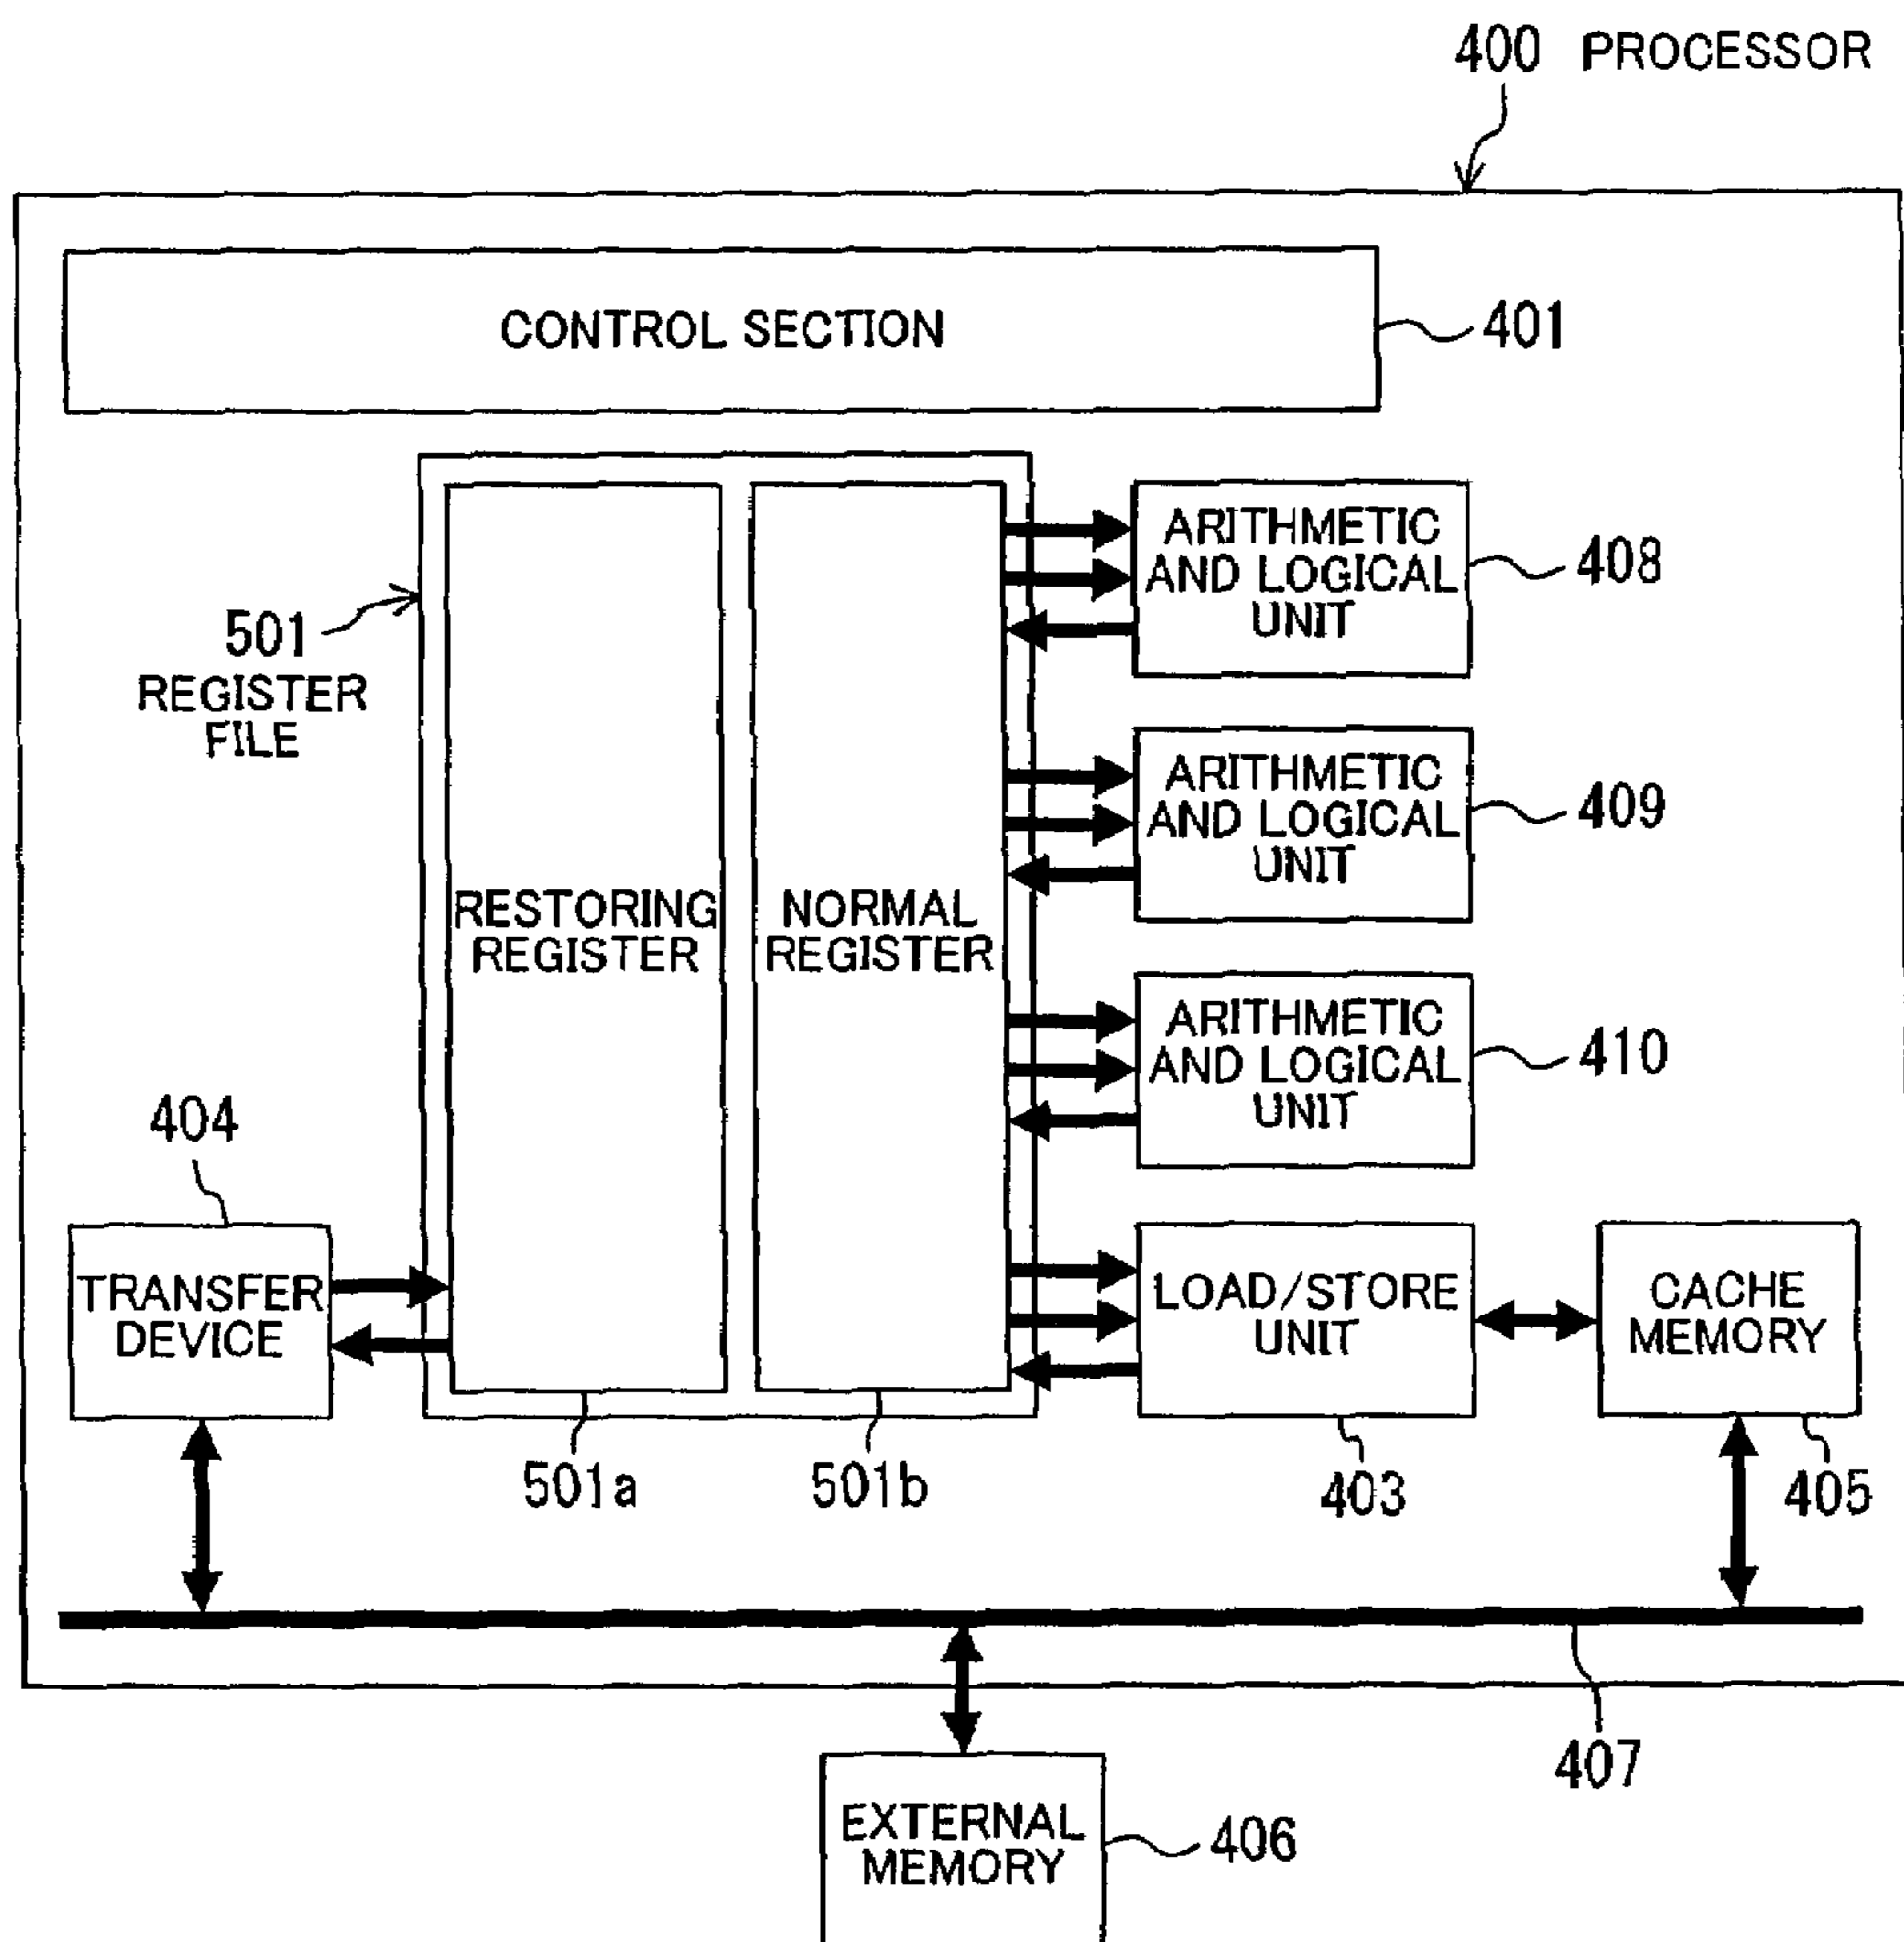 400 PROCESSOR
CONTROL SECTION
401
501
REGISTER
FILE
RESTORING
REGISTER
NORMAL
REGISTER
ARITHMETIC
AND LOGICAL
UNIT
408
ARITHMETIC
AND LOGICAL
UNIT
409
ARITHMETIC
AND LOGICAL
UNIT
410
404
TRANSFER
DEVICE
LOAD/STORE
UNIT
CACHE
MEMORY
501a
501b
403
405
407
EXTERNAL
MEMORY
406